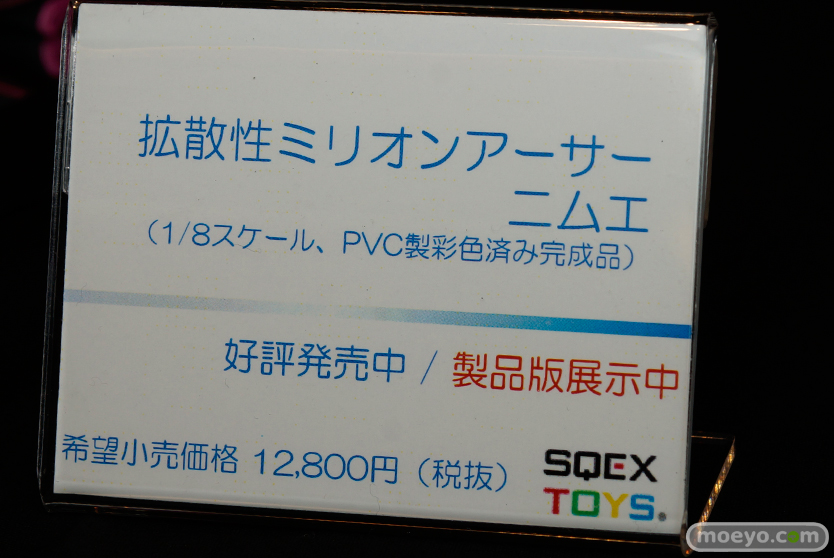 拡散性ミリオンアーサー
ニムエ
（1/8スケール、PVC製彩色済み完成品）
好評発売中 / 製品版展示中
希望小売価格 12,800円（税抜）
SQEX
TOYS.
moeyo.com